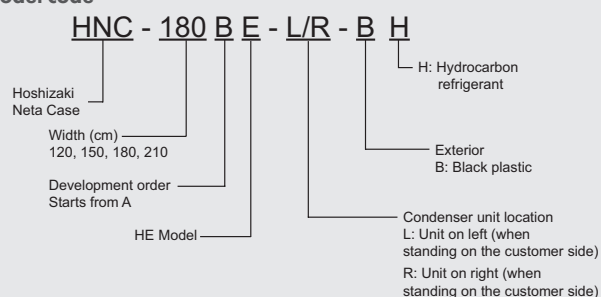 HNC - 180 B E - L/R - B H
H: Hydrocarbon
refrigerant
Hoshizaki
Neta Case
Width (cm)
120, 150, 180, 210
Exterior
B: Black plastic
Development order
Starts from A
HE Model
Condenser unit location
L: Unit on left (when
standing on the customer side)
R: Unit on right (when
standing on the customer side)